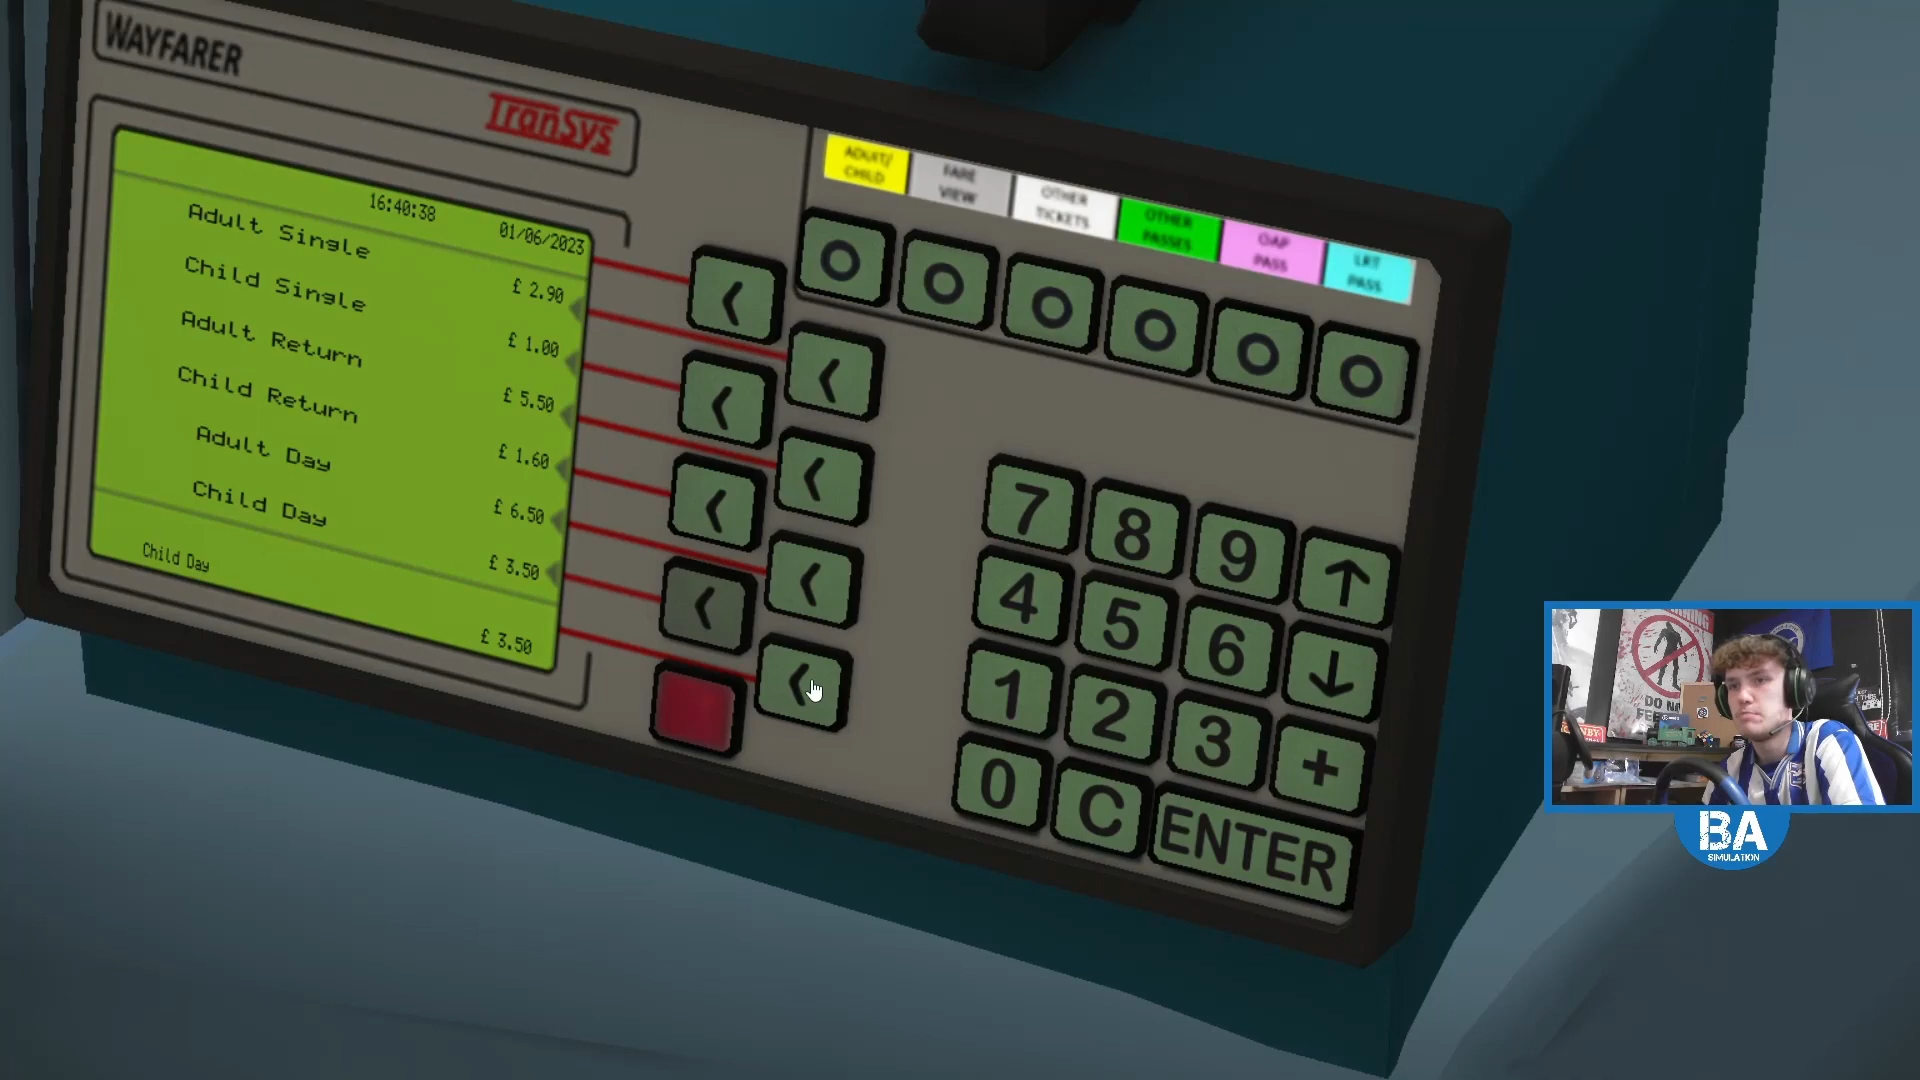 WAYFARER
TranSys
16:40:38
01/06/2023
Adult Single £ 2.90
Child Single £ 1.00
Adult Return £ 5.50
Child Return £ 1.60
Adult Day £ 6.50
Child Day £ 3.50
Child Day £ 3.50
ADULT/
CHILD
FARE
VIEW
OTHER
TICKETS
OTHER
PASSES
OAP
PASS
LRT
PASS
7 8 9
4 5 6
1 2 3 +
0 C ENTER
DO NO
BA
SIMULATION